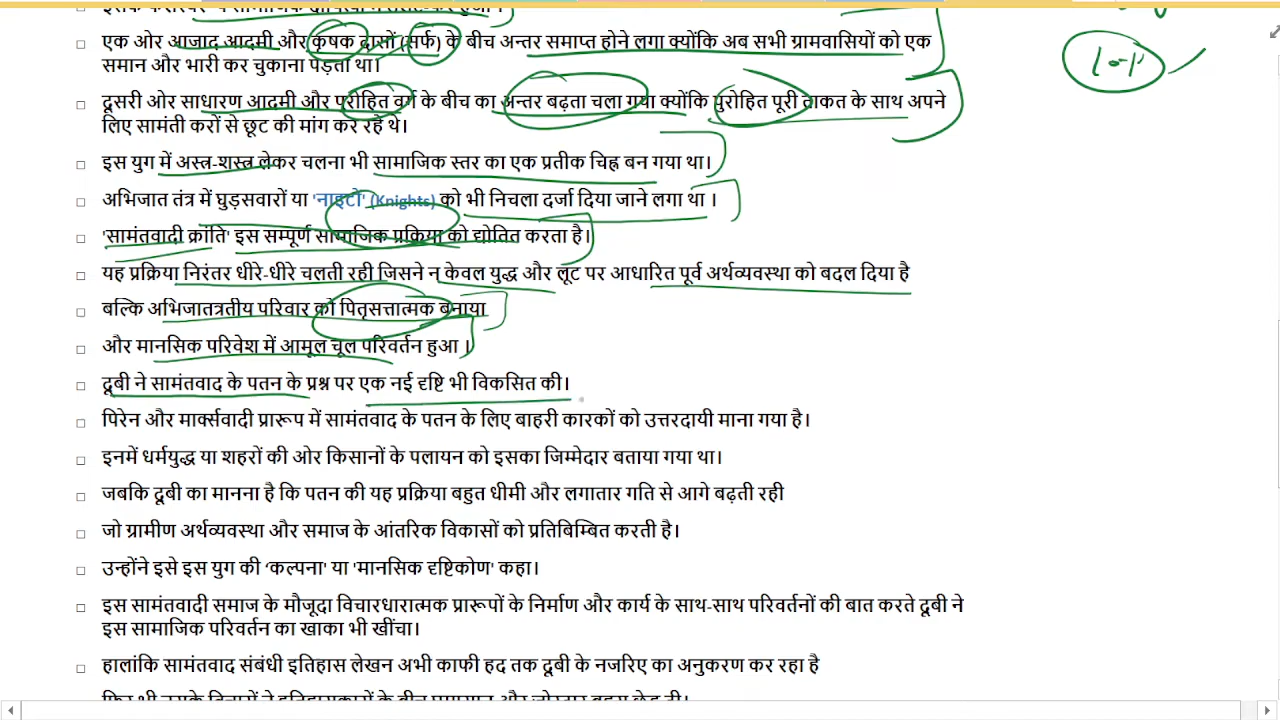 एक ओर आजाद आदमी और कृषक दासों (सर्फ) के बीच अन्तर समाप्त होने लगा क्योंकि अब सभी ग्रामवासियों को एक
समान और भारी कर चुकाना पड़ता था।
दूसरी ओर साधारण आदमी और पुरोहित वर्ग के बीच का अन्तर बढ़ता चला गया क्योंकि पुरोहित पूरी ताकत के साथ अपने
लिए सामंती करों से छूट की मांग कर रहे थे।
इस युग में अस्त्र-शस्त्र लेकर चलना भी सामाजिक स्तर का एक प्रतीक चिह्न बन गया था।
अभिजात तंत्र में घुड़सवारों या 'नाइटों' (Knights) को भी निचला दर्जा दिया जाने लगा था ।
'सामंतवादी क्रांति' इस सम्पूर्ण सामाजिक प्रक्रिया को द्योवित करता है।
यह प्रक्रिया निरंतर धीरे-धीरे चलती रही जिसने न केवल युद्ध और लूट पर आधारित पूर्व अर्थव्यवस्था को बदल दिया है
बल्कि अभिजातत्रतीय परिवार को पितृसत्तात्मक बनाया
और मानसिक परिवेश में आमूल चूल परिवर्तन हुआ ।
दूबी ने सामंतवाद के पतन के प्रश्न पर एक नई दृष्टि भी विकसित की।
पिरेन और मार्क्सवादी प्रारूप में सामंतवाद के पतन के लिए बाहरी कारकों को उत्तरदायी माना गया है।
इनमें धर्मयुद्ध या शहरों की ओर किसानों के पलायन को इसका जिम्मेदार बताया गया था।
जबकि दूबी का मानना है कि पतन की यह प्रक्रिया बहुत धीमी और लगातार गति से आगे बढ़ती रही
जो ग्रामीण अर्थव्यवस्था और समाज के आंतरिक विकासों को प्रतिबिम्बित करती है।
उन्होंने इसे इस युग की 'कल्पना' या 'मानसिक दृष्टिकोण' कहा।
इस सामंतवादी समाज के मौजूदा विचारधारात्मक प्रारूपों के निर्माण और कार्य के साथ-साथ परिवर्तनों की बात करते दूबी ने
इस सामाजिक परिवर्तन का खाका भी खींचा।
हालांकि सामंतवाद संबंधी इतिहास लेखन अभी काफी हद तक दूबी के नजरिए का अनुकरण कर रहा है